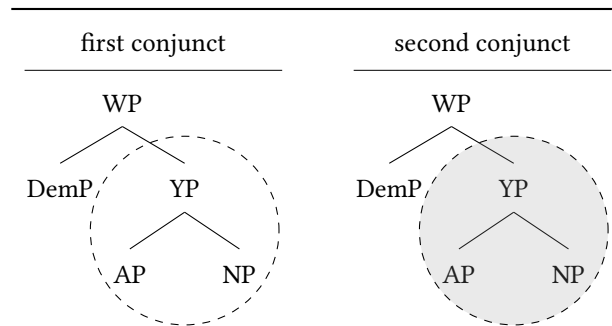 first conjunct second conjunct
WP WP
DemP YP DemP YP
AP NP AP NP